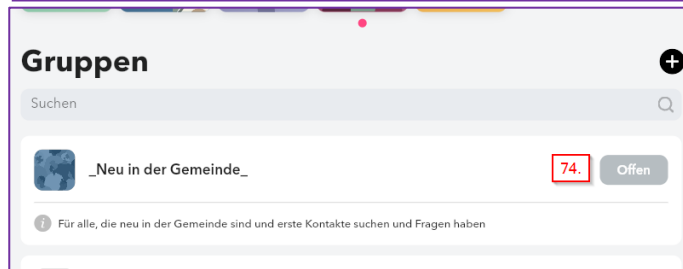 Gruppen
Suchen
_Neu in der Gemeinde_
74.
Offen
Für alle, die neu in der Gemeinde sind und erste Kontakte suchen und Fragen haben